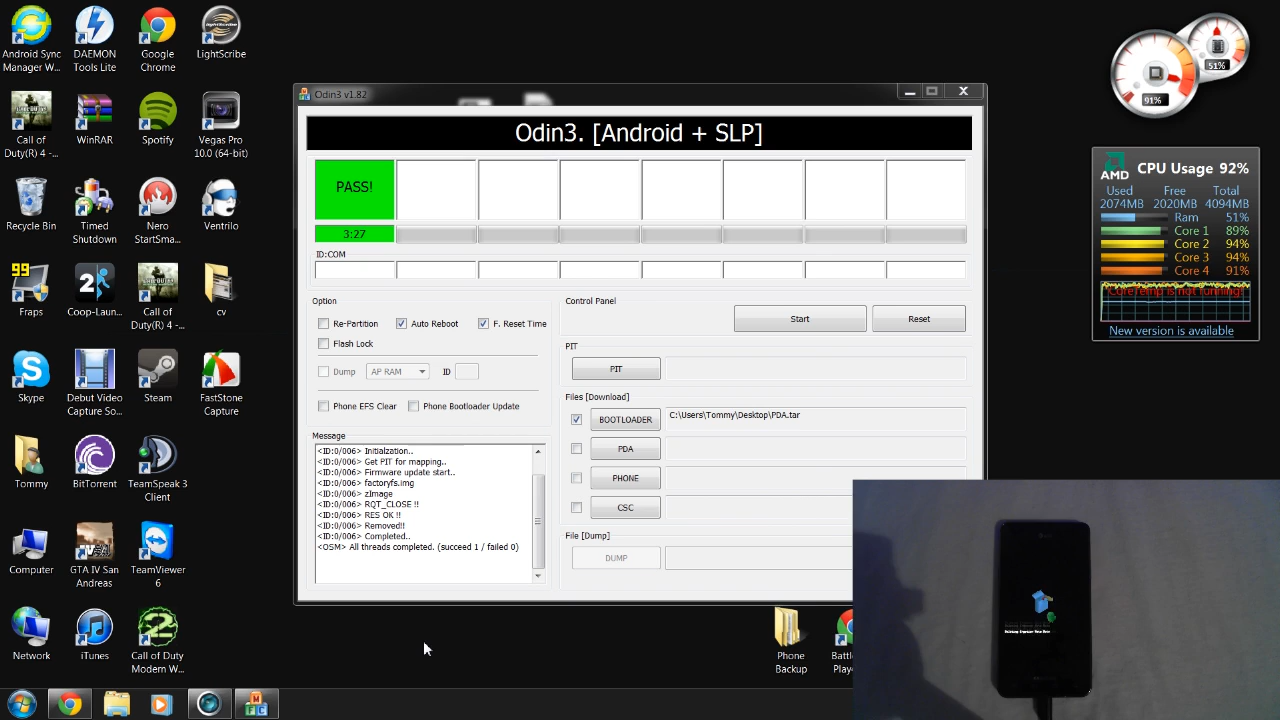 Android Sync
Manager W...
DAEMON
Tools Lite
Google
Chrome
LightScribe
Call of
Duty(R) 4 -...
WinRAR
Spotify
Vegas Pro
10.0 (64-bit)
Recycle Bin
Timed
Shutdown
Nero
StartSma...
Ventrilo
99
Fraps
2
Coop-Laun...
Call of
Duty(R) 4 -...
cv
Skype
Debut Video
Capture So...
Steam
FastStone
Capture
Tommy
BitTorrent
TeamSpeak 3
Client
Computer
GTA IV San
Andreas
TeamViewer
6
Network
iTunes
2
Call of Duty
Modern W...
Odin3 v1.82
Odin3. [Android + SLP]
PASS!
3:27
ID:COM
Option
Re-Partition
Auto Reboot
F. Reset Time
Flash Lock
Dump
AP RAM
ID
Phone EFS Clear
Phone Bootloader Update
Message
<ID:0/006> Initialzation..
<ID:0/006> Get PIT for mapping..
<ID:0/006> Firmware update start..
<ID:0/006> factoryfs.img
<ID:0/006> zImage
<ID:0/006> RQT_CLOSE !!
<ID:0/006> RES OK !!
<ID:0/006> Removed!!
<ID:0/006> Completed..
<OSM> All threads completed. (succeed 1 / failed 0)
Control Panel
Start
Reset
PIT
PIT
Files [Download]
BOOTLOADER
C:\Users\Tommy\Desktop\PDA.tar
PDA
PHONE
CSC
File [Dump]
DUMP
Phone
Backup
51%
91%
AMD
CPU Usage 92%
Used
Free
Total
2074MB
2020MB
4094MB
Ram
51%
Core 1
89%
Core 2
94%
Core 3
94%
Core 4
91%
CoreTemp is not running!
New version is available